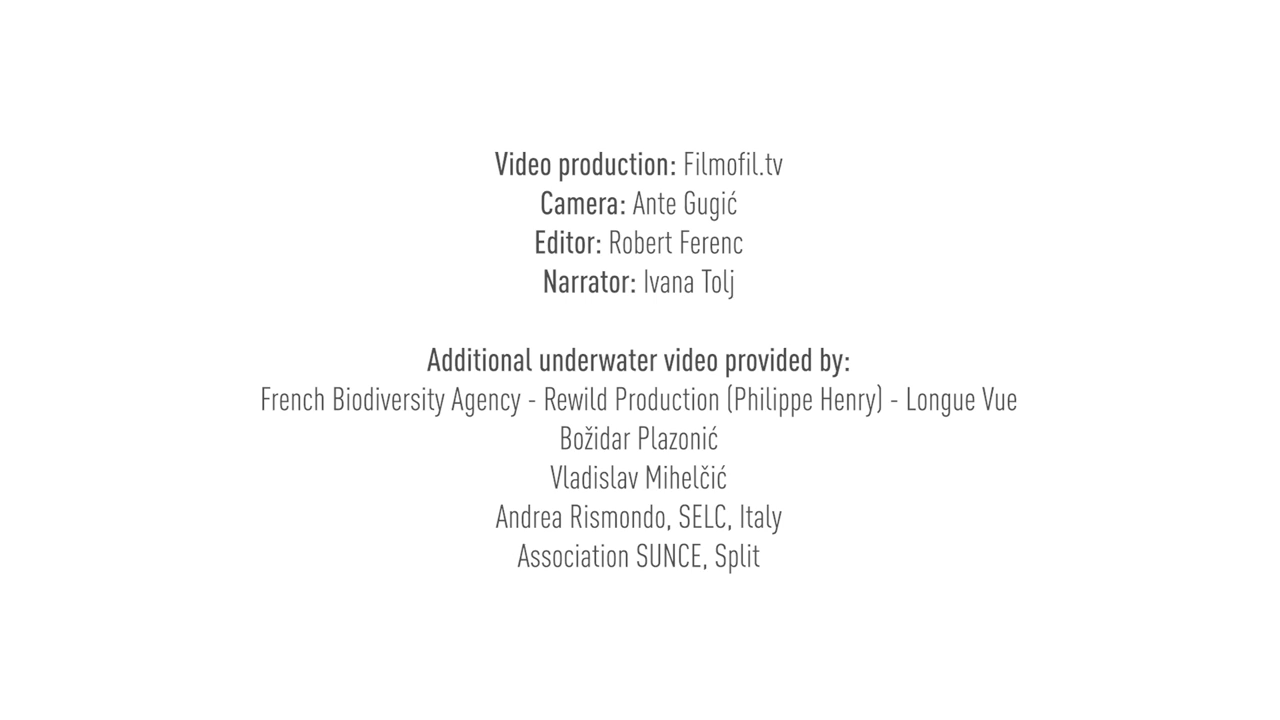 Video production: Filmofil.tv
Camera: Ante Gugić
Editor: Robert Ferenc
Narrator: Ivana Tolj
Additional underwater video provided by:
French Biodiversity Agency - Rewild Production (Philippe Henry) - Longue Vue
Božidar Plazonić
Vladislav Mihelčić
Andrea Rismondo, SELC, Italy
Association SUNCE, Split